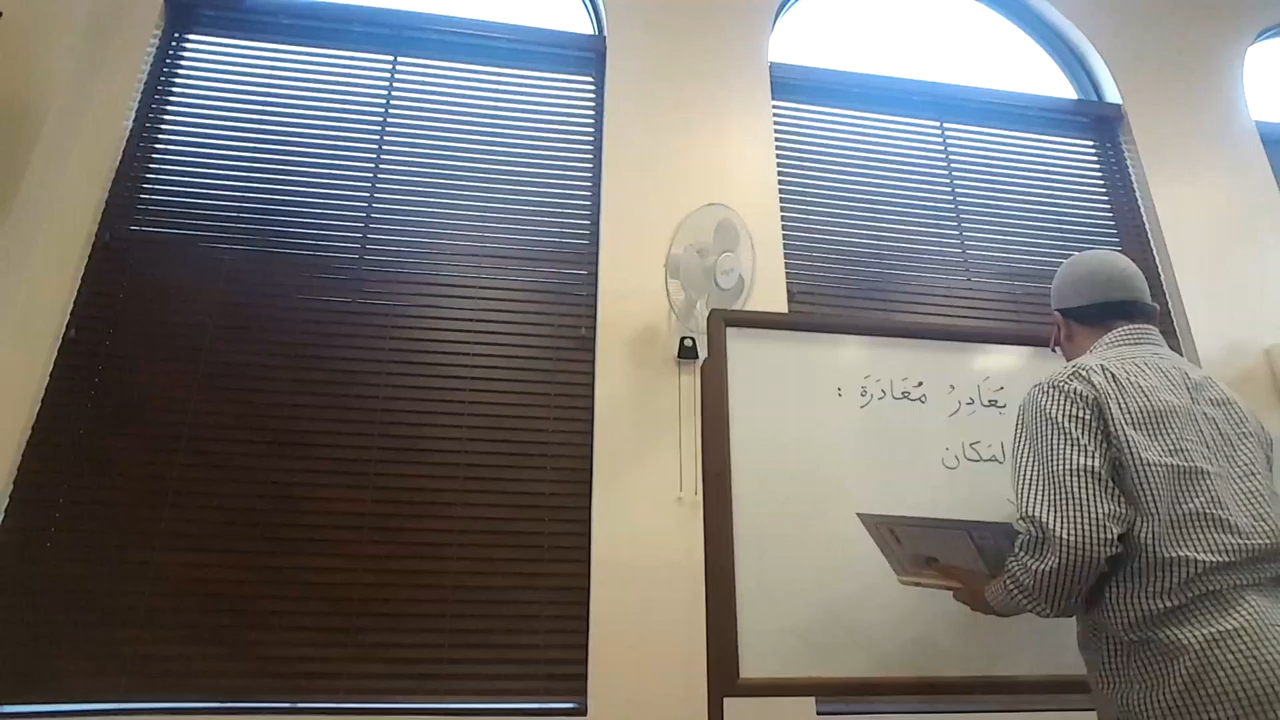 يُغَادِرُ مُغَادَرَةَ :
لمَكان